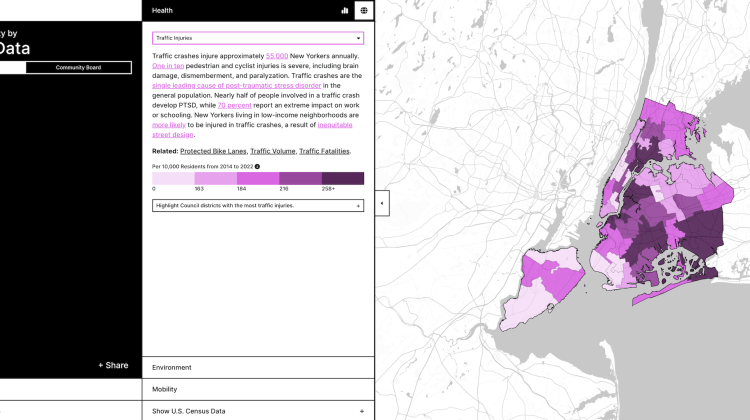 ty by
Data
Community Board
+ Share
Health
Traffic Injuries
Traffic crashes injure approximately 55,000 New Yorkers annually.
One in ten pedestrian and cyclist injuries is severe, including brain
damage, dismemberment, and paralyzation. Traffic crashes are the
single leading cause of post-traumatic stress disorder in the
general population. Nearly half of people involved in a traffic crash
develop PTSD, while 70 percent report an extreme impact on work
or schooling. New Yorkers living in low-income neighborhoods are
more likely to be injured in traffic crashes, a result of inequitable
street design.
Related: Protected Bike Lanes, Traffic Volume, Traffic Fatalities.
Per 10,000 Residents from 2014 to 2022
0 163 184 216 258+
Highlight Council districts with the most traffic injuries. +
Environment
Mobility
Show U.S. Census Data +